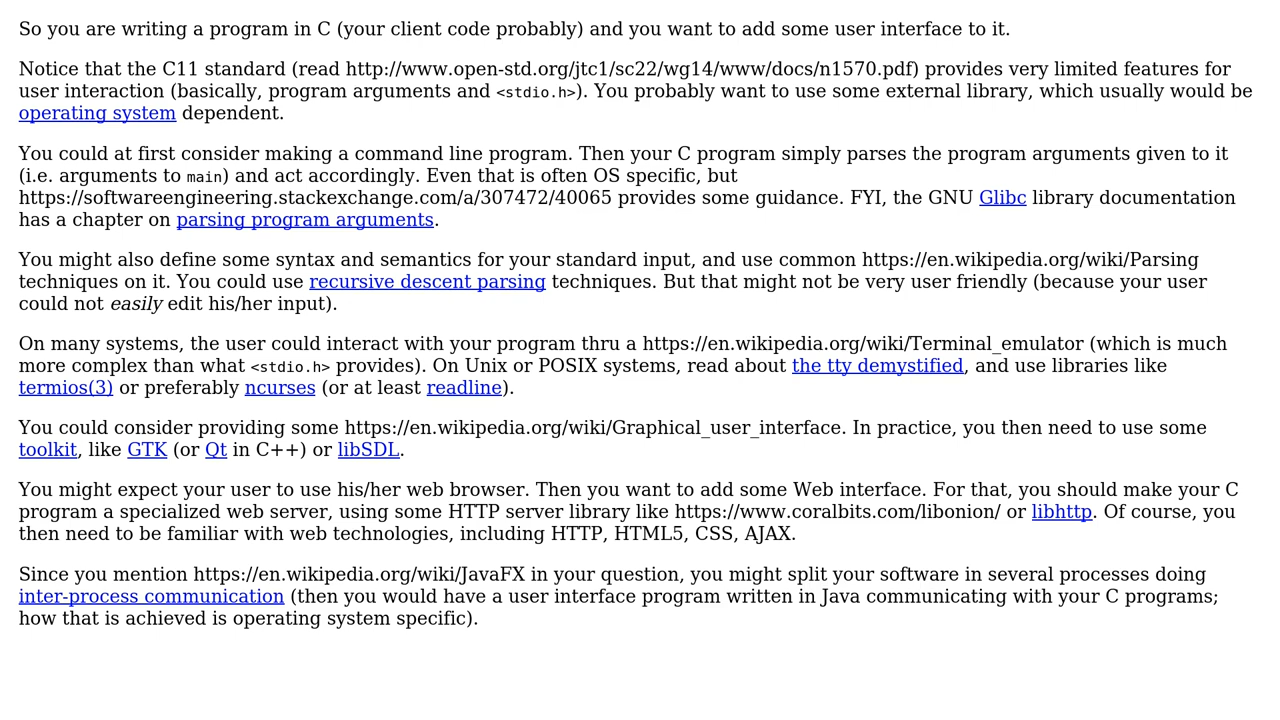 So you are writing a program in C (your client code probably) and you want to add some user interface to it.
Notice that the C11 standard (read http://www.open-std.org/jtc1/sc22/wg14/www/docs/n1570.pdf) provides very limited features for
user interaction (basically, program arguments and <stdio.h>). You probably want to use some external library, which usually would be
operating system dependent.
You could at first consider making a command line program. Then your C program simply parses the program arguments given to it
(i.e. arguments to main) and act accordingly. Even that is often OS specific, but
https://softwareengineering.stackexchange.com/a/307472/40065 provides some guidance. FYI, the GNU Glibc library documentation
has a chapter on parsing program arguments.
You might also define some syntax and semantics for your standard input, and use common https://en.wikipedia.org/wiki/Parsing
techniques on it. You could use recursive descent parsing techniques. But that might not be very user friendly (because your user
could not easily edit his/her input).
On many systems, the user could interact with your program thru a https://en.wikipedia.org/wiki/Terminal_emulator (which is much
more complex than what <stdio.h> provides). On Unix or POSIX systems, read about the tty demystified, and use libraries like
termios(3) or preferably ncurses (or at least readline).
You could consider providing some https://en.wikipedia.org/wiki/Graphical_user_interface. In practice, you then need to use some
toolkit, like GTK (or Qt in C++) or libSDL.
You might expect your user to use his/her web browser. Then you want to add some Web interface. For that, you should make your C
program a specialized web server, using some HTTP server library like https://www.coralbits.com/libonion/ or libhttp. Of course, you
then need to be familiar with web technologies, including HTTP, HTML5, CSS, AJAX.
Since you mention https://en.wikipedia.org/wiki/JavaFX in your question, you might split your software in several processes doing
inter-process communication (then you would have a user interface program written in Java communicating with your C programs;
how that is achieved is operating system specific).